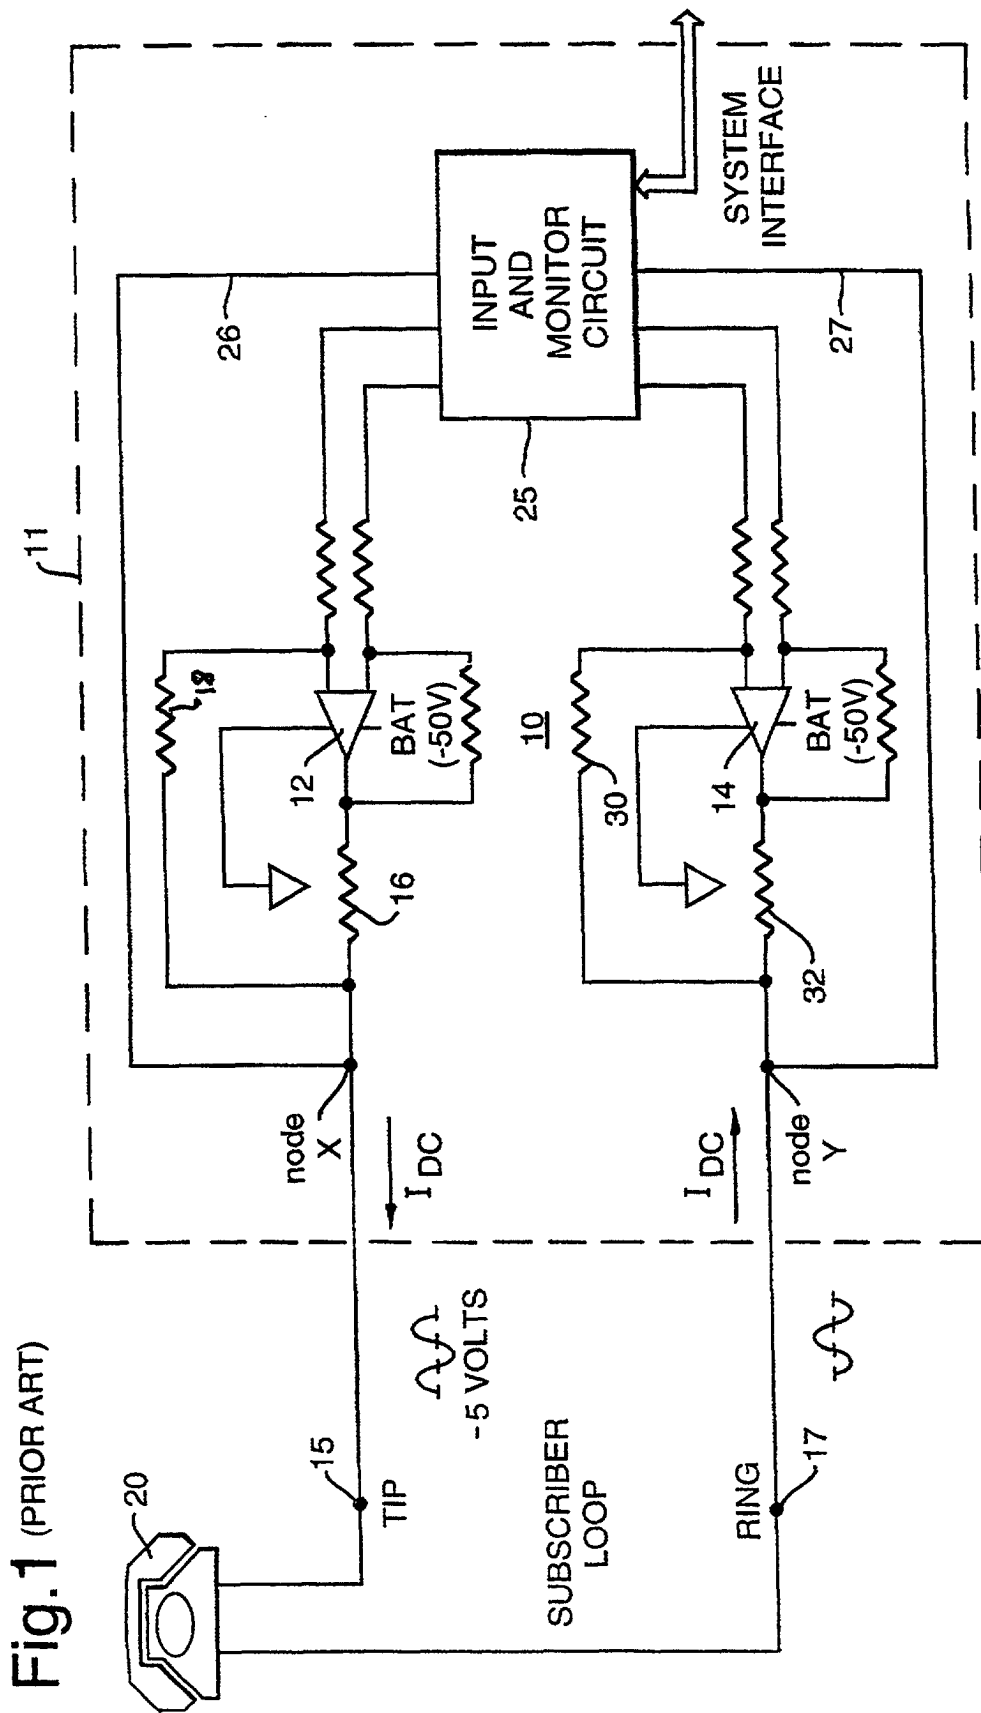 Fig.1 (PRIOR ART)
11
26
18
12
BAT
(-50V)
16
node
X
I DC
20
15
TIP
-5 VOLTS
SUBSCRIBER
LOOP
10
25
INPUT
AND
MONITOR
CIRCUIT
SYSTEM
INTERFACE
27
30
14
BAT
(-50V)
32
node
Y
I DC
RING
17